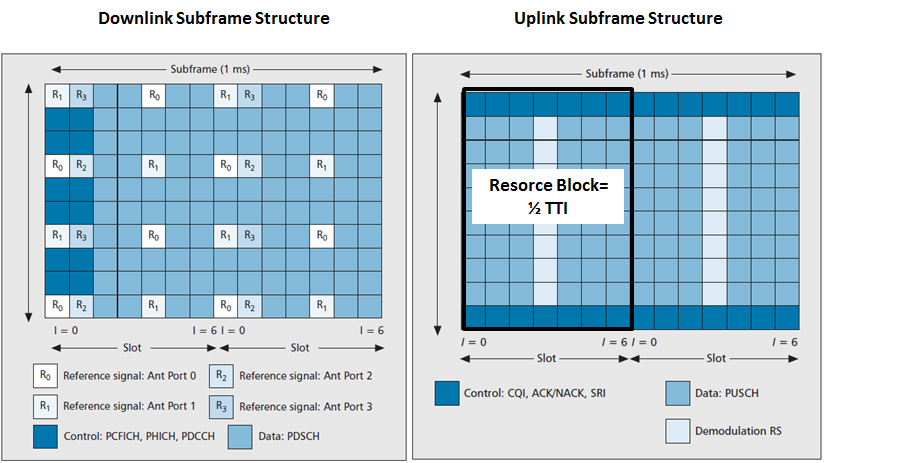 Downlink Subframe Structure
Uplink Subframe Structure
Subframe (1 ms)
R1 R3 R0 R1 R3 R0
R0 R2 R1 R0 R2 R1
R1 R3 R0 R1 R3 R0
R0 R2 R1 R0 R2 R1
l = 0 l = 6 l = 0 l = 6
Slot Slot
R0 Reference signal: Ant Port 0 R2 Reference signal: Ant Port 2
R1 Reference signal: Ant Port 1 R3 Reference signal: Ant Port 3
Control: PCFICH, PHICH, PDCCH Data: PDSCH
Subframe (1 ms)
Resorce Block=
½ TTI
l = 0 l = 6 l = 0 l = 6
Slot Slot
Control: CQI, ACK/NACK, SRI Data: PUSCH
Demodulation RS